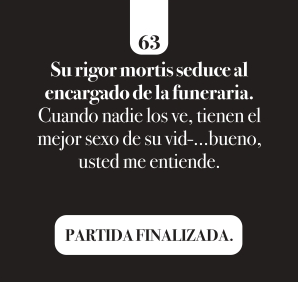 63
Su rigor mortis seduce al
encargado de la funeraria.
Cuando nadie los ve, tienen el
mejor sexo de su vid-...bueno,
usted me entiende.
PARTIDA FINALIZADA.